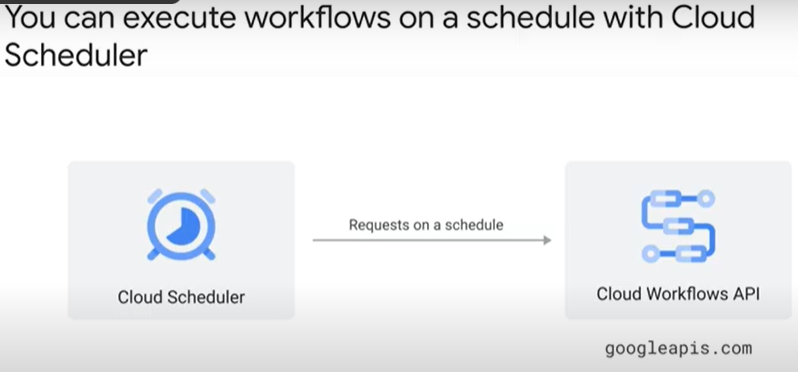 You can execute workflows on a schedule with Cloud
Scheduler
Requests on a schedule
Cloud Scheduler
Cloud Workflows API
googleapis.com